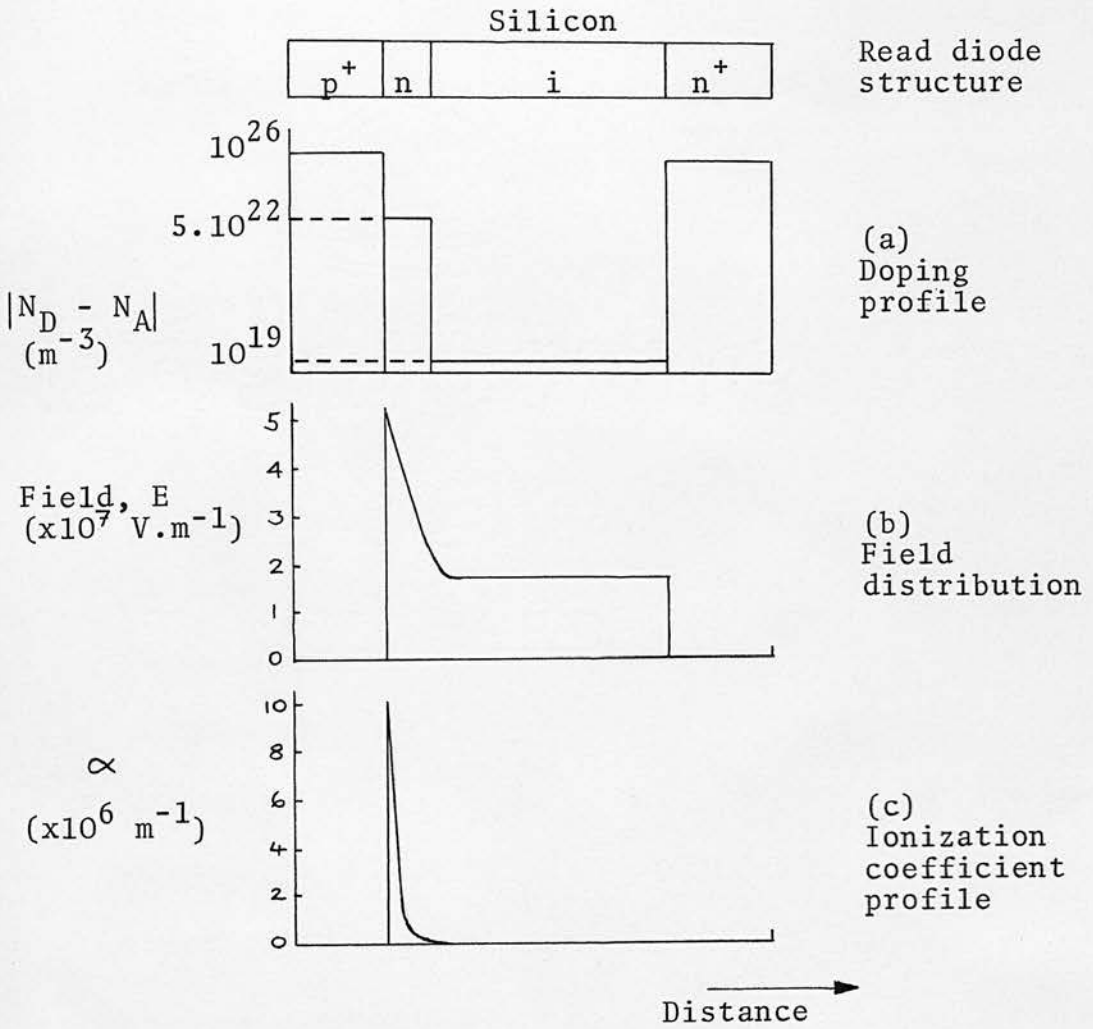 Silicon
p+ n i n+
Read diode
structure
10^26
5.10^22
10^19
|N_D - N_A|
(m^-3)
(a)
Doping
profile
5
4
3
2
1
0
Field, E
(x10^7 V.m^-1)
(b)
Field
distribution
10
8
6
4
2
0
∝
(x10^6 m^-1)
(c)
Ionization
coefficient
profile
Distance